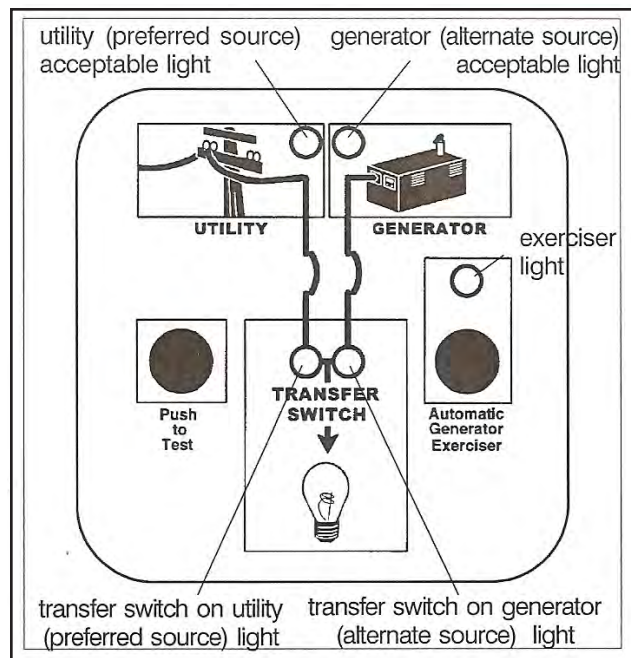 utility (preferred source)
acceptable light
generator (alternate source)
acceptable light
UTILITY
GENERATOR
exerciser
light
Push
to
Test
TRANSFER
SWITCH
Automatic
Generator
Exerciser
transfer switch on utility
(preferred source) light
transfer switch on generator
(alternate source) light